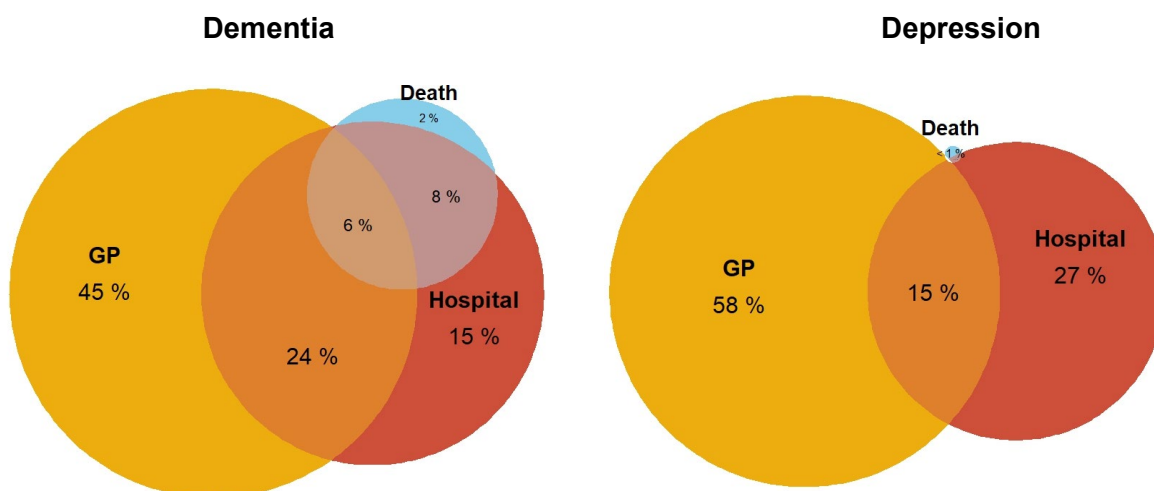 Dementia
Death
2 %
8 %
6 %
GP
45 %
Hospital
15 %
24 %
Depression
Death
< 1 %
GP
58 %
15 %
Hospital
27 %